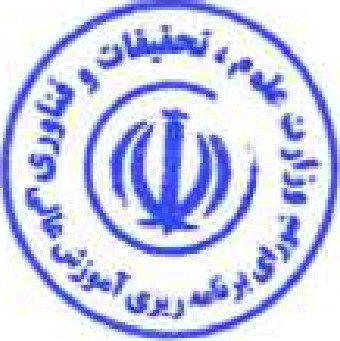 وزارت علوم، تحقیقات و فناوری
شورای برنامه ریزی آموزش عالی